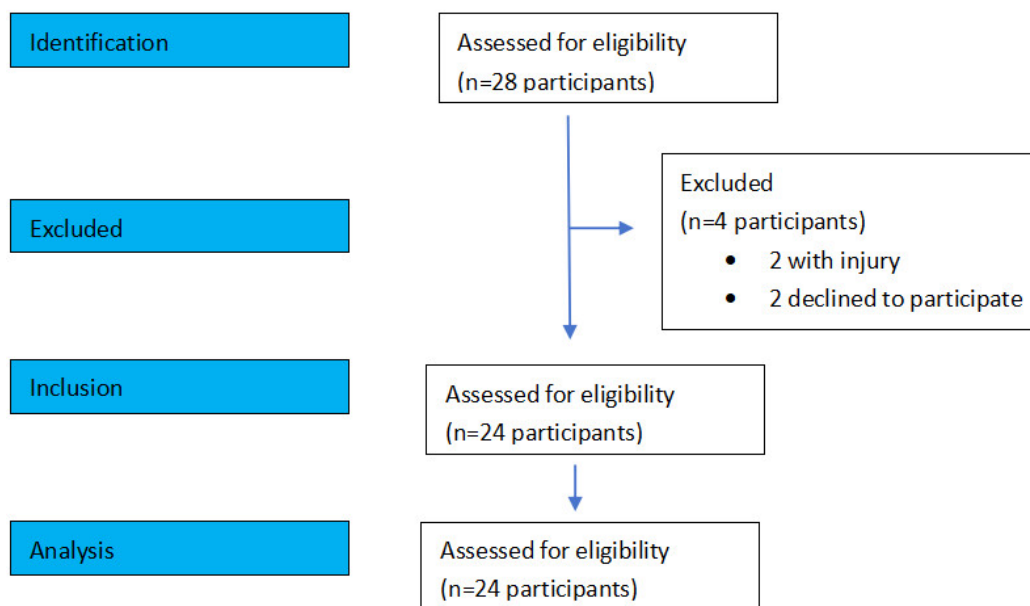 Identification
Assessed for eligibility
(n=28 participants)
Excluded
Excluded
(n=4 participants)
• 2 with injury
• 2 declined to participate
Inclusion
Assessed for eligibility
(n=24 participants)
Analysis
Assessed for eligibility
(n=24 participants)